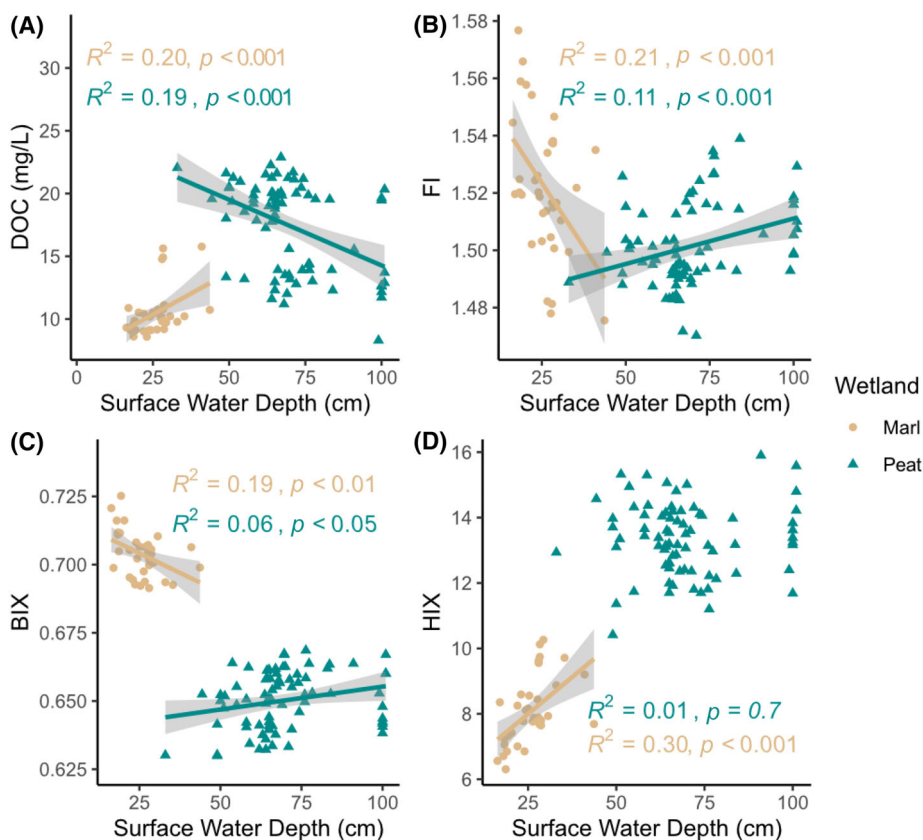 (A)
R² = 0.20, p <0.001
R² = 0.19 , p <0.001
DOC (mg/L)
30
25
20
15
10
0 25 50 75 100
Surface Water Depth (cm)
(B)
R² = 0.21 , p <0.001
R² = 0.11 , p <0.001
FI
1.58
1.56
1.54
1.52
1.50
1.48
25 50 75 100
Surface Water Depth (cm)
Wetland
Marl
Peat
(C)
R² = 0.19 , p <0.01
R² = 0.06 , p <0.05
BIX
0.725
0.700
0.675
0.650
0.625
25 50 75 100
Surface Water Depth (cm)
(D)
HIX
16
14
12
10
8
6
R² = 0.01 , p = 0.7
R² = 0.30, p <0.001
25 50 75 100
Surface Water Depth (cm)